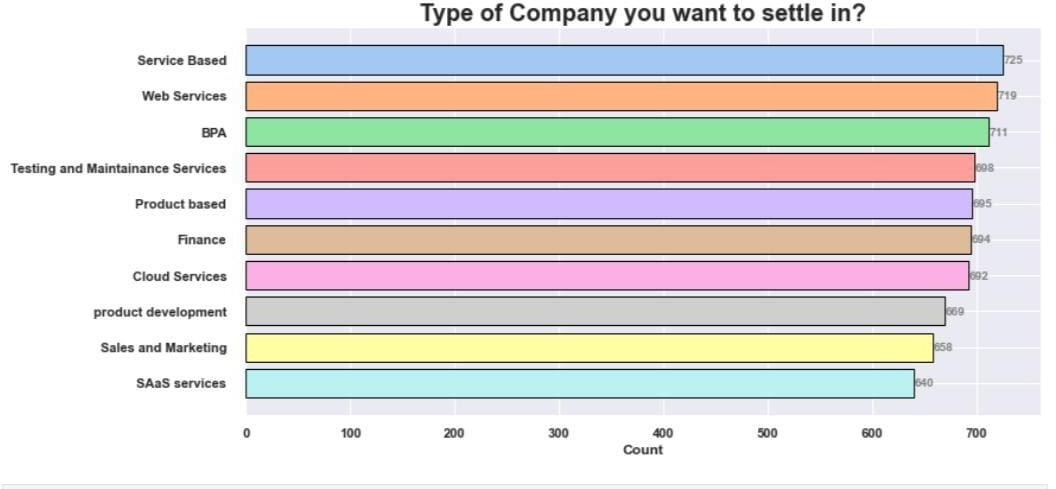 Type of Company you want to settle in?
Service Based 725
Web Services 719
BPA 711
Testing and Maintainance Services 698
Product based 695
Finance 694
Cloud Services 692
product development 669
Sales and Marketing 658
SAaS services 640
0 100 200 300 400 500 600 700
Count